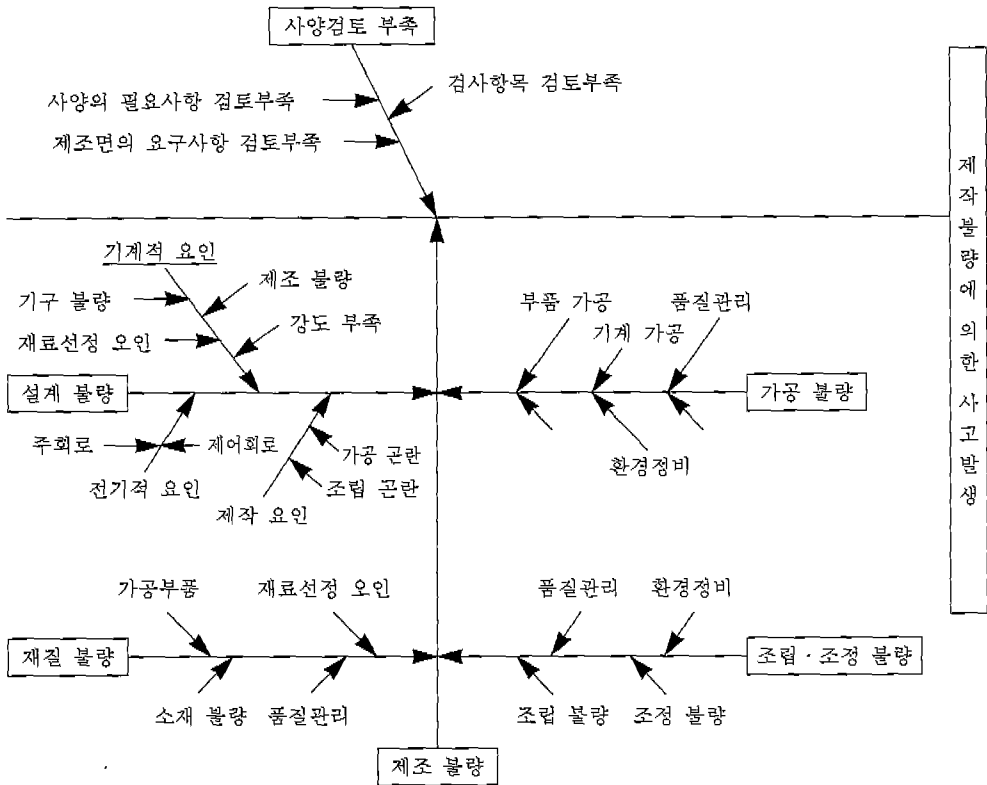 사양검토 부족
검사항목 검토부족
사양의 필요사항 검토부족
제조면의 요구사항 검토부족
제작불량에 의한 사고발생
기계적 요인
제조 불량
기구 불량
강도 부족
재료선정 오인
부품 가공
품질관리
기계 가공
설계 불량
가공 불량
주회로
제어회로
가공 곤란
환경정비
전기적 요인
조립 곤란
제작 요인
가공부품
재료선정 오인
품질관리
환경정비
재질 불량
조립·조정 불량
소재 불량
품질관리
조립 불량
조정 불량
제조 불량